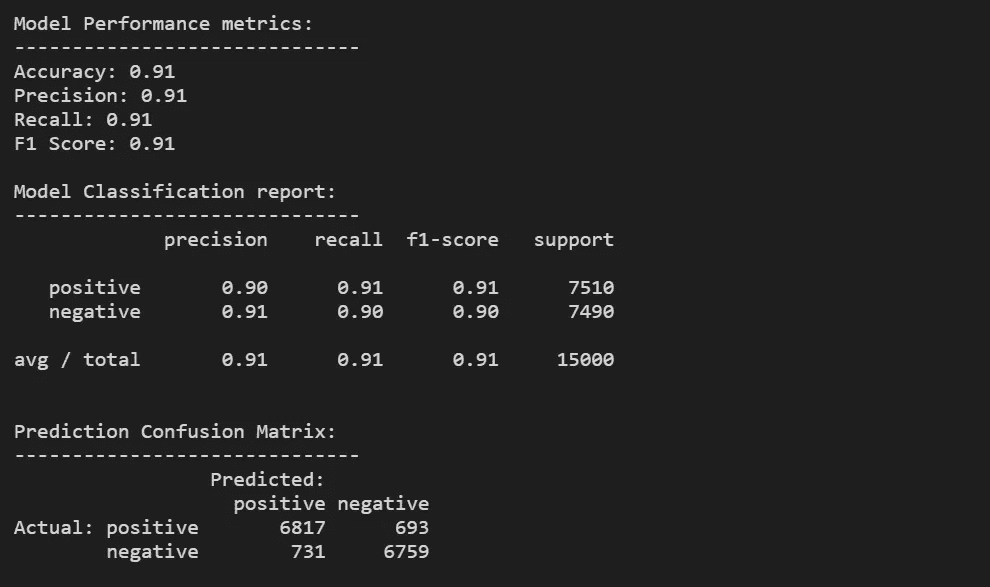 Model Performance metrics:
------------------------------
Accuracy: 0.91
Precision: 0.91
Recall: 0.91
F1 Score: 0.91

Model Classification report:
------------------------------
             precision    recall  f1-score   support

   positive       0.90      0.91      0.91      7510
   negative       0.91      0.90      0.90      7490

avg / total       0.91      0.91      0.91     15000


Prediction Confusion Matrix:
------------------------------
                 Predicted:
                   positive negative
Actual: positive       6817      693
        negative        731     6759